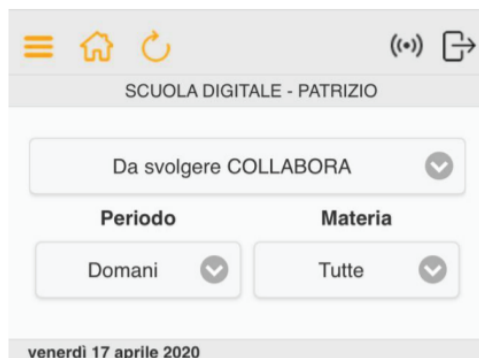 SCUOLA DIGITALE - PATRIZIO
Da svolgere COLLABORA
Periodo Materia
Domani Tutte
venerdì 17 aprile 2020